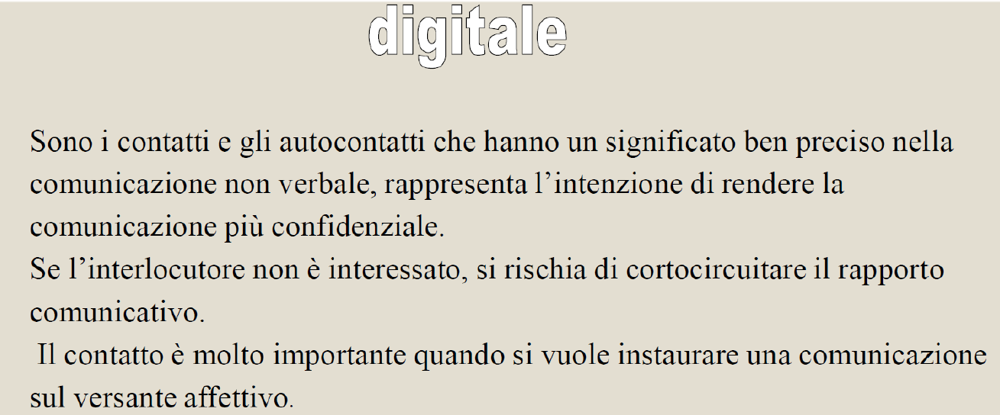 digitale
Sono i contatti e gli autocontatti che hanno un significato ben preciso nella
comunicazione non verbale, rappresenta l’intenzione di rendere la
comunicazione più confidenziale.
Se l’interlocutore non è interessato, si rischia di cortocircuitare il rapporto
comunicativo.
Il contatto è molto importante quando si vuole instaurare una comunicazione
sul versante affettivo.